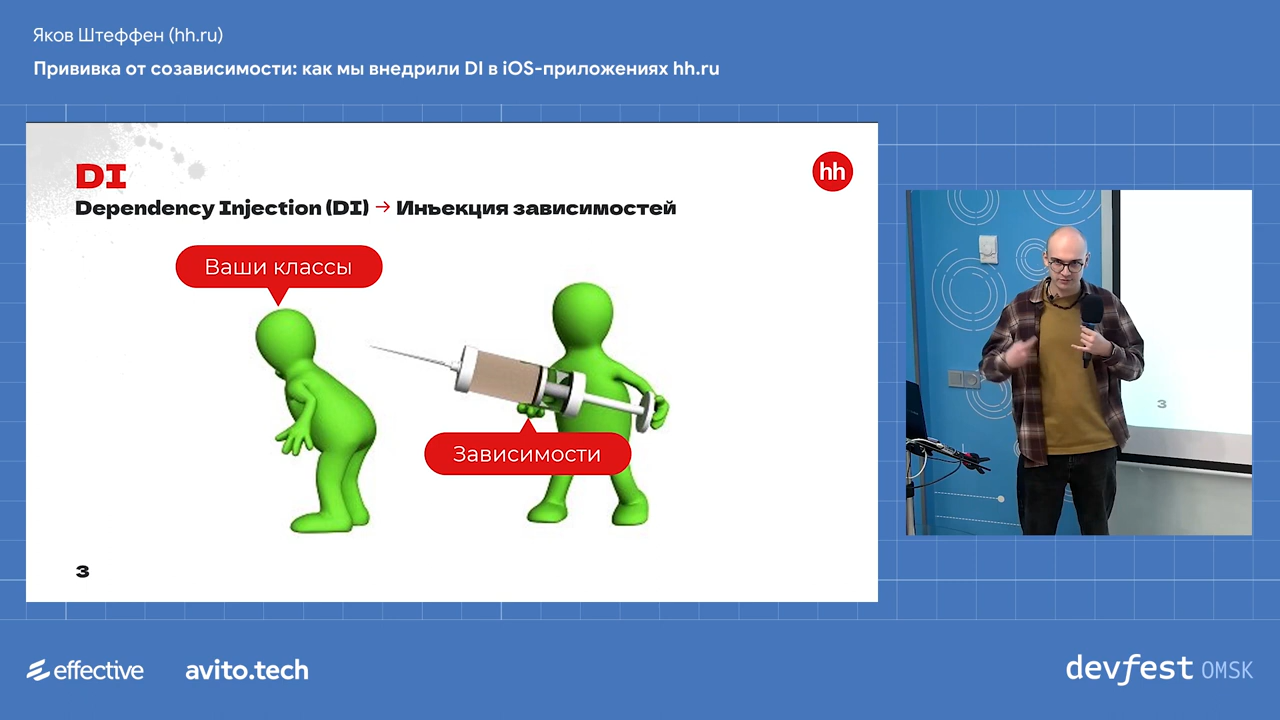 Яков Штеффен (hh.ru)
Прививка от созависимости: как мы внедрили DI в iOS-приложениях hh.ru
DI
hh
Dependency Injection (DI) → Инъекция зависимостей
Ваши классы
Зависимости
3
3
effective
avito.tech
devfest OMSK